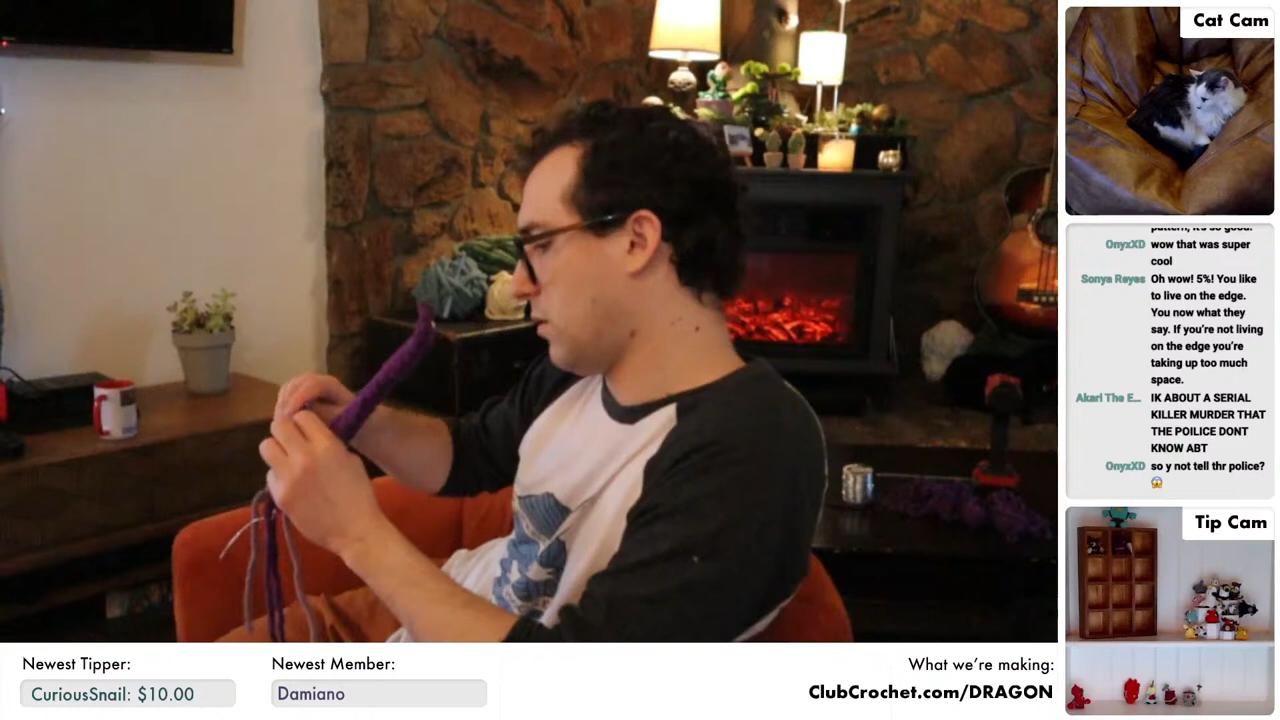 Cat Cam
OnyxXD wow that was super
cool
Sonya Reyes Oh wow! 5%! You like
to live on the edge.
You now what they
say. If you're not living
on the edge you're
taking up too much
space.
Akari The E... IK ABOUT A SERIAL
KILLER MURDER THAT
THE POILICE DONT
KNOW ABT
OnyxXD so y not tell thr police?
😱
Tip Cam
Newest Tipper:
CuriousSnail: $10.00
Newest Member:
Damiano
What we're making:
ClubCrochet.com/DRAGON